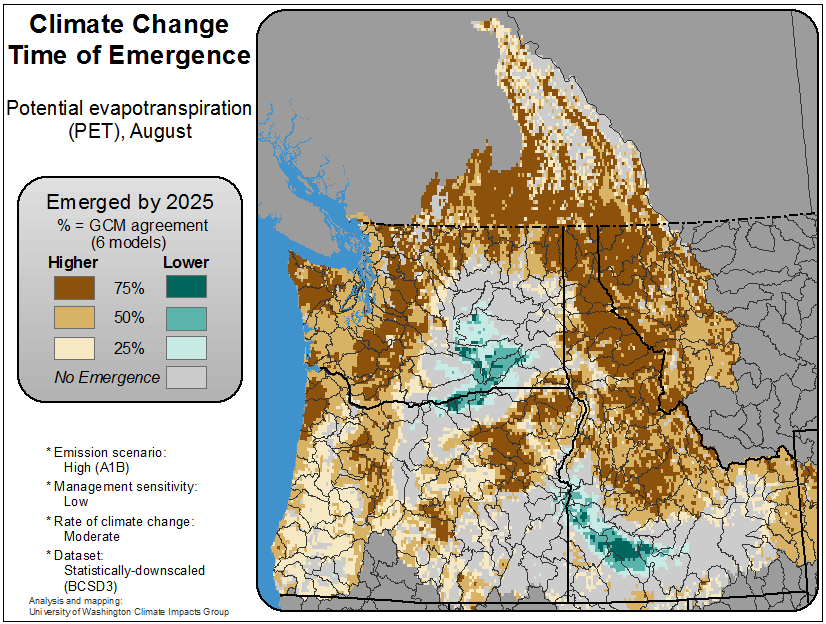 Climate Change
Time of Emergence
Potential evapotranspiration
(PET), August
Emerged by 2025
% = GCM agreement
(6 models)
Higher Lower
75%
50%
25%
No Emergence
* Emission scenario:
High (A1B)
* Management sensitivity:
Low
* Rate of climate change:
Moderate
* Dataset:
Statistically-downscaled
(BCSD3)
Analysis and mapping:
University of Washington Climate Impacts Group